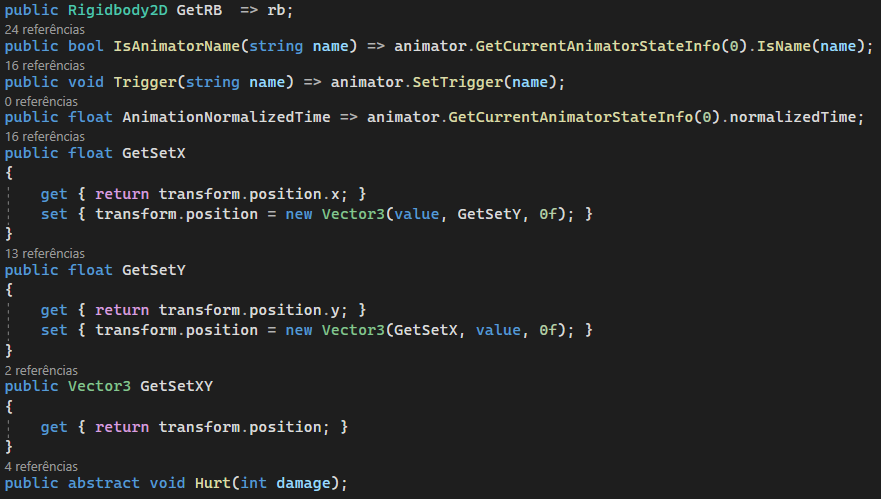 public Rigidbody2D GetRB  => rb;
24 referências
public bool IsAnimatorName(string name) => animator.GetCurrentAnimatorStateInfo(0).IsName(name);
16 referências
public void Trigger(string name) => animator.SetTrigger(name);
0 referências
public float AnimationNormalizedTime => animator.GetCurrentAnimatorStateInfo(0).normalizedTime;
16 referências
public float GetSetX
{
    get { return transform.position.x; }
    set { transform.position = new Vector3(value, GetSetY, 0f); }
}
13 referências
public float GetSetY
{
    get { return transform.position.y; }
    set { transform.position = new Vector3(GetSetX, value, 0f); }
}
2 referências
public Vector3 GetSetXY
{
    get { return transform.position; }
}
4 referências
public abstract void Hurt(int damage);